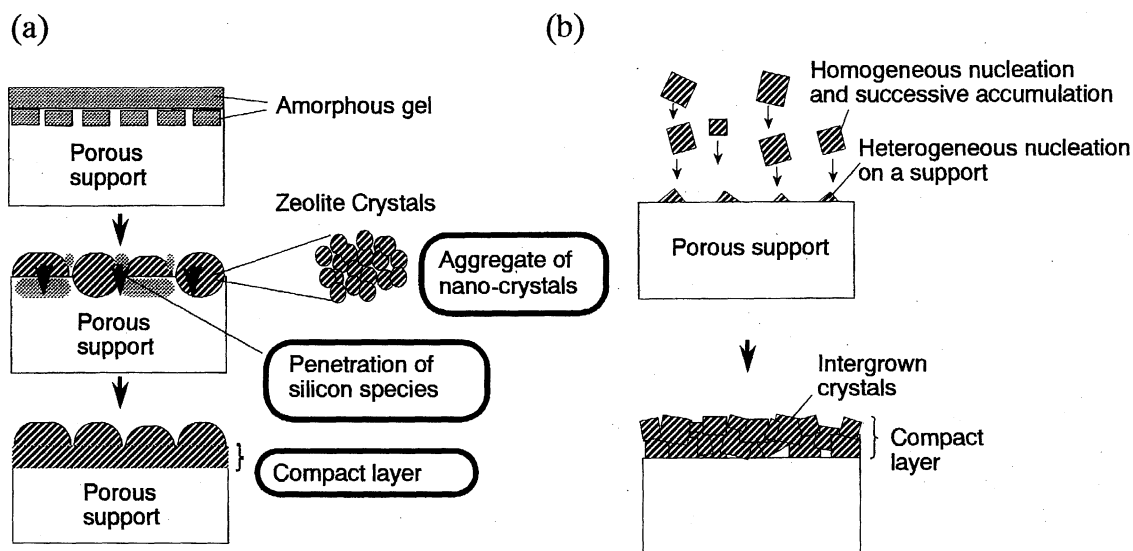 (a)
Amorphous gel
Porous
support
Zeolite Crystals
Aggregate of
nano-crystals
Porous
support
Penetration of
silicon species
Compact layer
Porous
support
(b)
Homogeneous nucleation
and successive accumulation
Heterogeneous nucleation
on a support
Porous support
Intergrown
crystals
Compact
layer